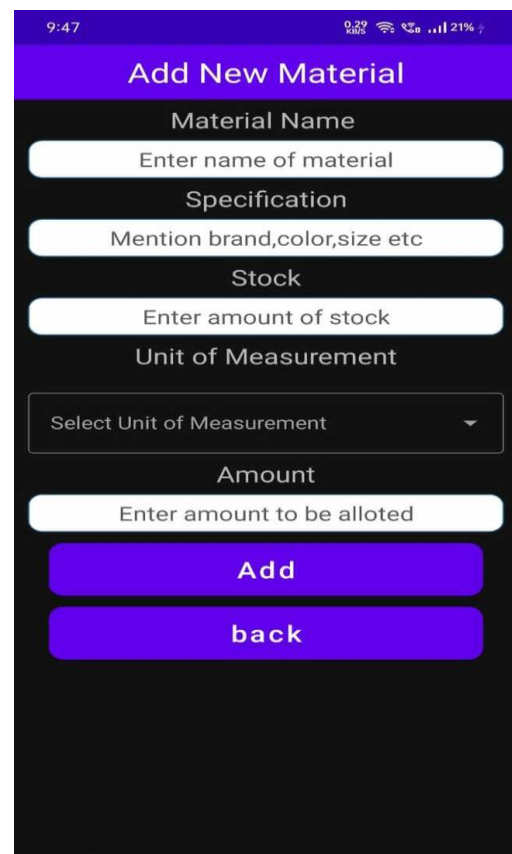 9:47
0.29 KB/S 21%
Add New Material
Material Name
Enter name of material
Specification
Mention brand,color,size etc
Stock
Enter amount of stock
Unit of Measurement
Select Unit of Measurement
Amount
Enter amount to be alloted
Add
back